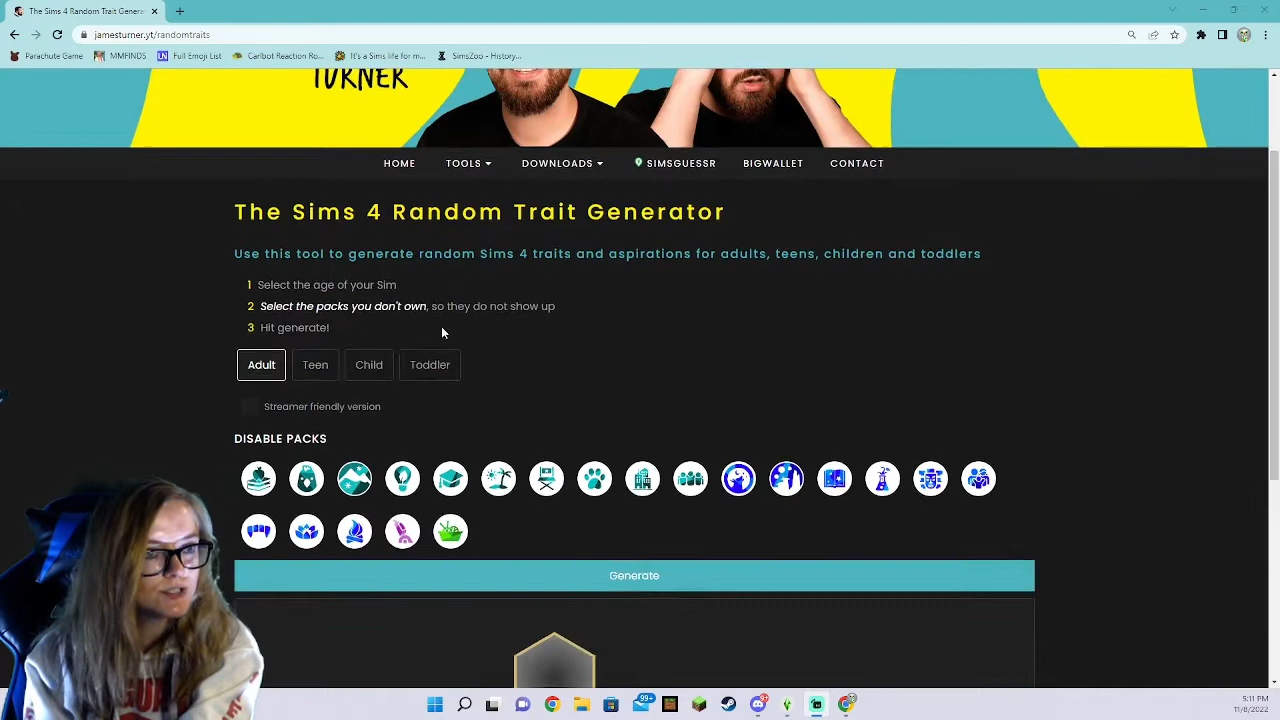 The Sims 4 Random Trait Gener
jamesturner.yt/randomtraits
Parachute Game
MMFINDS
UN Full Emoji List
Carlbot Reaction Ro...
It's a Sims life for m...
SimsZoo - History...
TURNER
HOME
TOOLS
DOWNLOADS
SIMSGUESSR
BIGWALLET
CONTACT
The Sims 4 Random Trait Generator
Use this tool to generate random Sims 4 traits and aspirations for adults, teens, children and toddlers
1 Select the age of your Sim
2 Select the packs you don't own, so they do not show up
3 Hit generate!
Adult
Teen
Child
Toddler
Streamer friendly version
DISABLE PACKS
Generate
99+
5:11 PM
11/8/2022